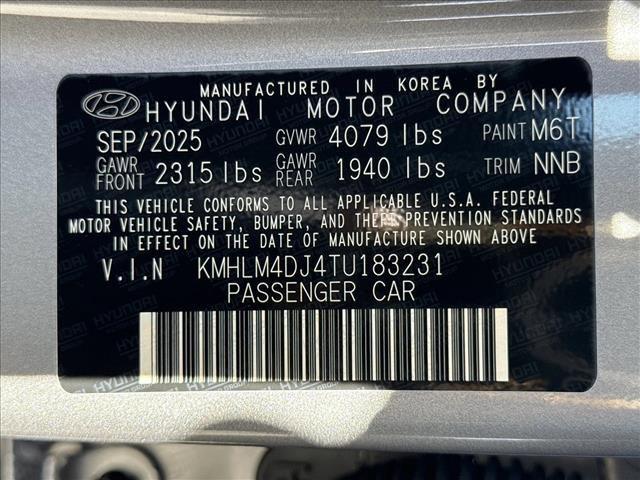 MANUFACTURED IN KOREA BY
HYUNDAI MOTOR COMPANY
SEP/2025 GVWR 4079 lbs PAINT M6T
GAWR FRONT 2315 lbs GAWR REAR 1940 lbs TRIM NNB
THIS VEHICLE CONFORMS TO ALL APPLICABLE U.S.A. FEDERAL
MOTOR VEHICLE SAFETY, BUMPER, AND THEFT PREVENTION STANDARDS
IN EFFECT ON THE DATE OF MANUFACTURE SHOWN ABOVE.
V.I.N KMHLM4DJ4TU183231
PASSENGER CAR